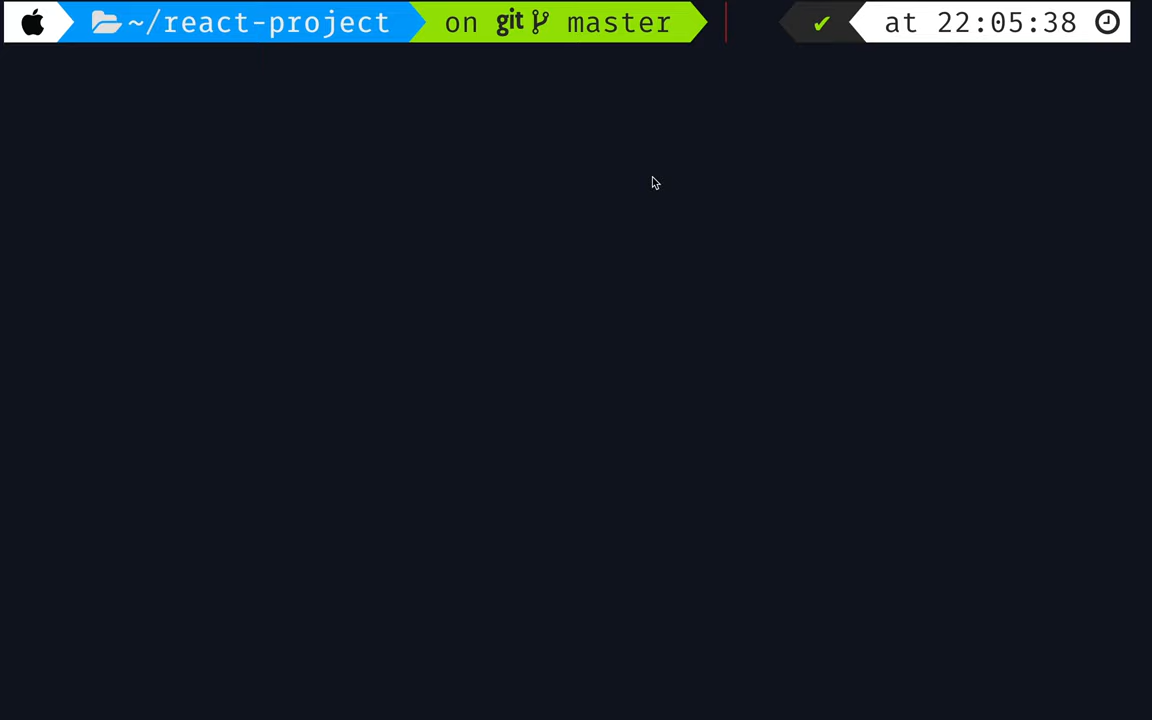 ~/react-project on git master ✔ at 22:05:38